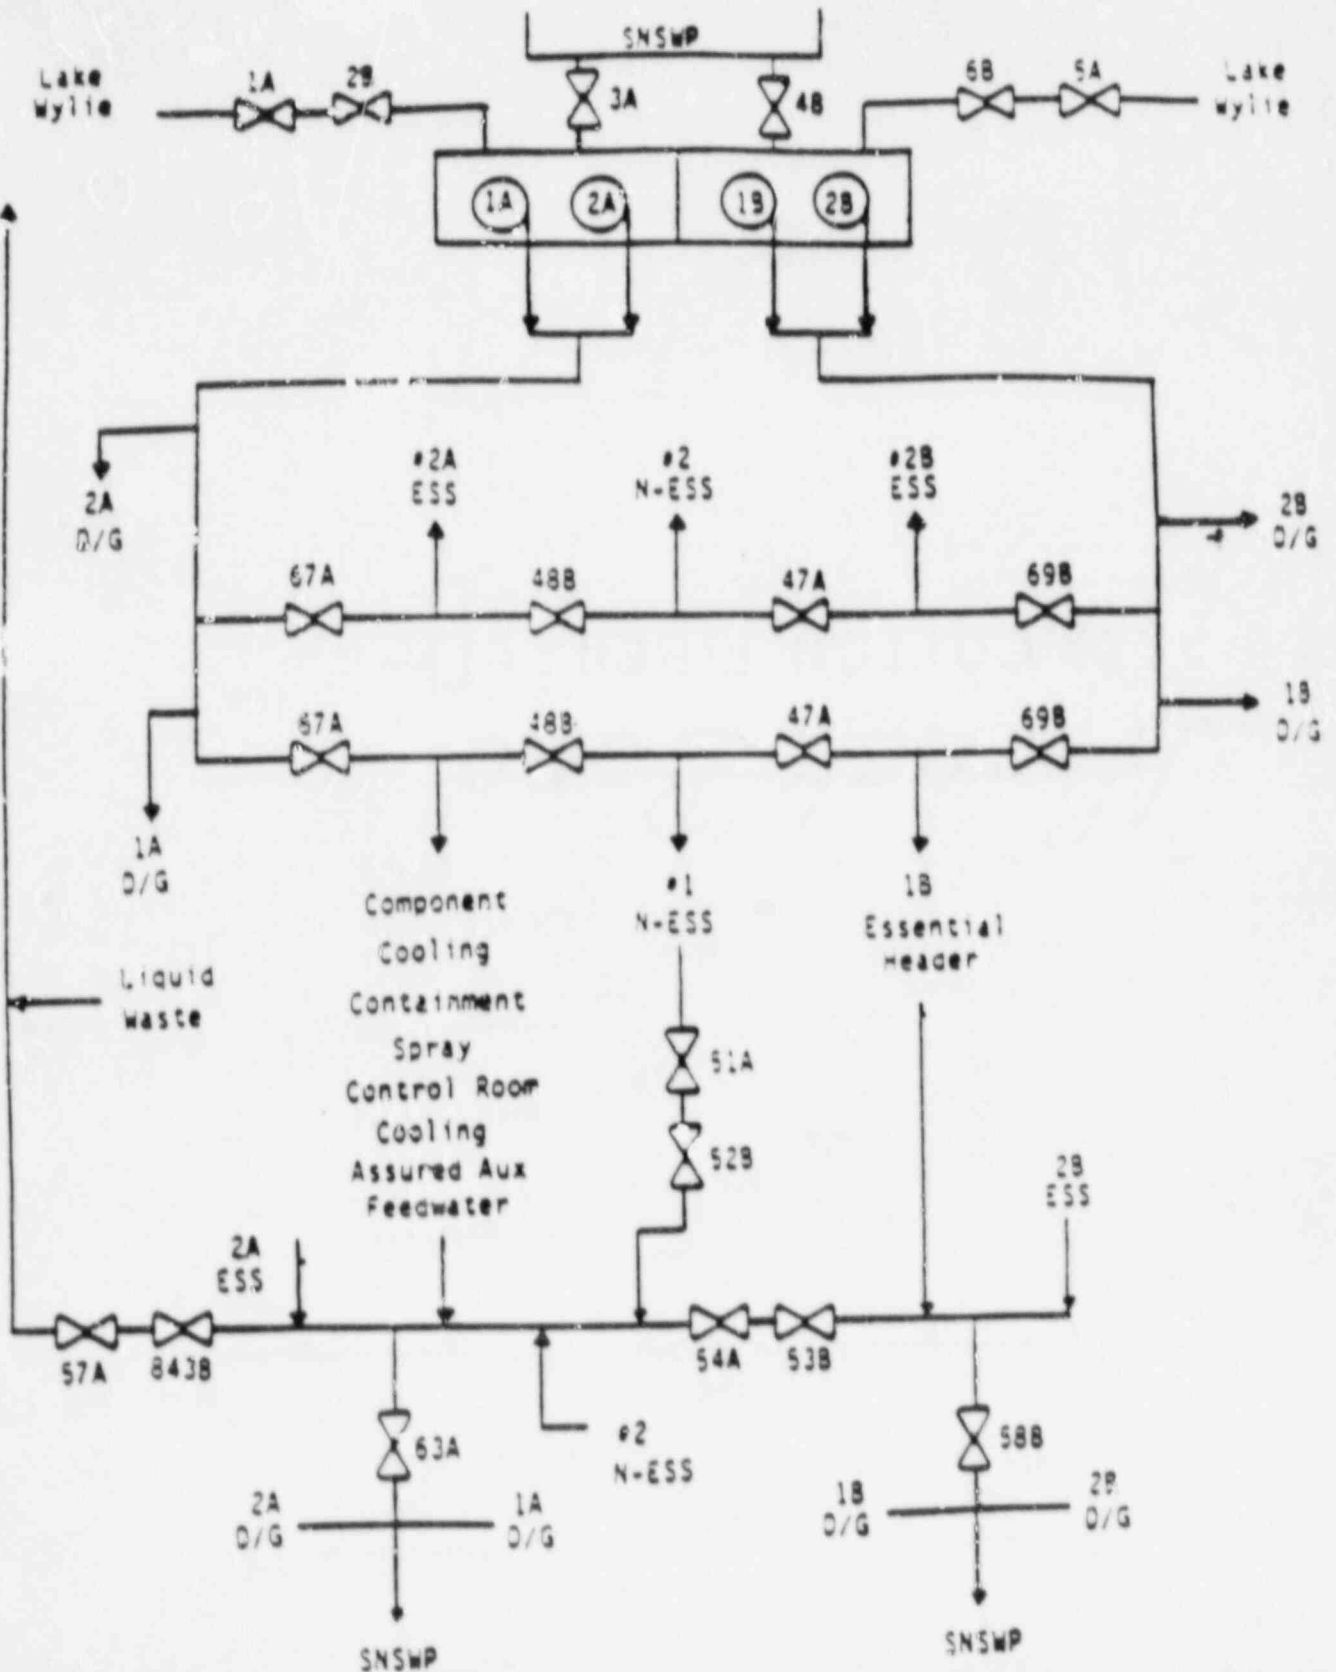 SNSWP
Lake
Wylie
1A
2B
3A
4B
6B
5A
Lake
Wylie
1A
2A
1B
2B
2A
D/G
#2A
ESS
#2
N-ESS
#2B
ESS
2B
D/G
67A
48B
47A
69B
67A
48B
47A
69B
1B
D/G
1A
D/G
Component
Cooling
Containment
Spray
Control Room
Cooling
Assured Aux
Feedwater
#1
N-ESS
1B
Essential
Header
Liquid
Waste
51A
52B
2A
ESS
2B
ESS
57A
843B
54A
53B
63A
#2
N-ESS
58B
2A
D/G
1A
D/G
1B
D/G
2B
D/G
SNSWP
SNSWP